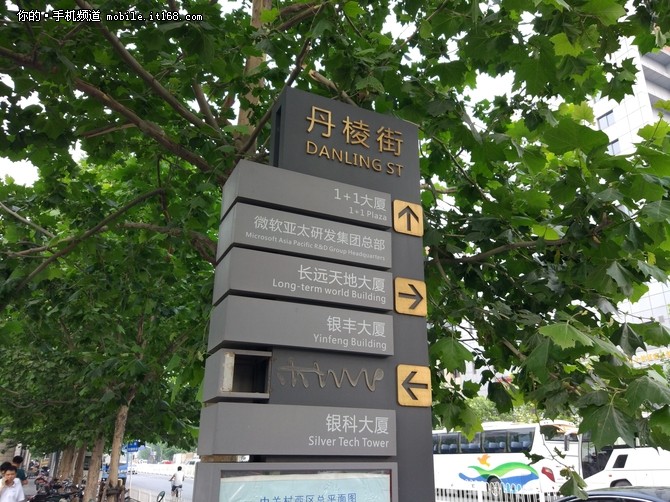 你的·手机频道 mobile.it168.com
丹棱街
DANLING ST
1+1大厦
1+1 Plaza
微软亚太研发集团总部
Microsoft Asia Pacific R&D Group Headquarters
长远天地大厦
Long-term world Building
银丰大厦
Yinfeng Building
银科大厦
Silver Tech Tower
中关村西区总平面图